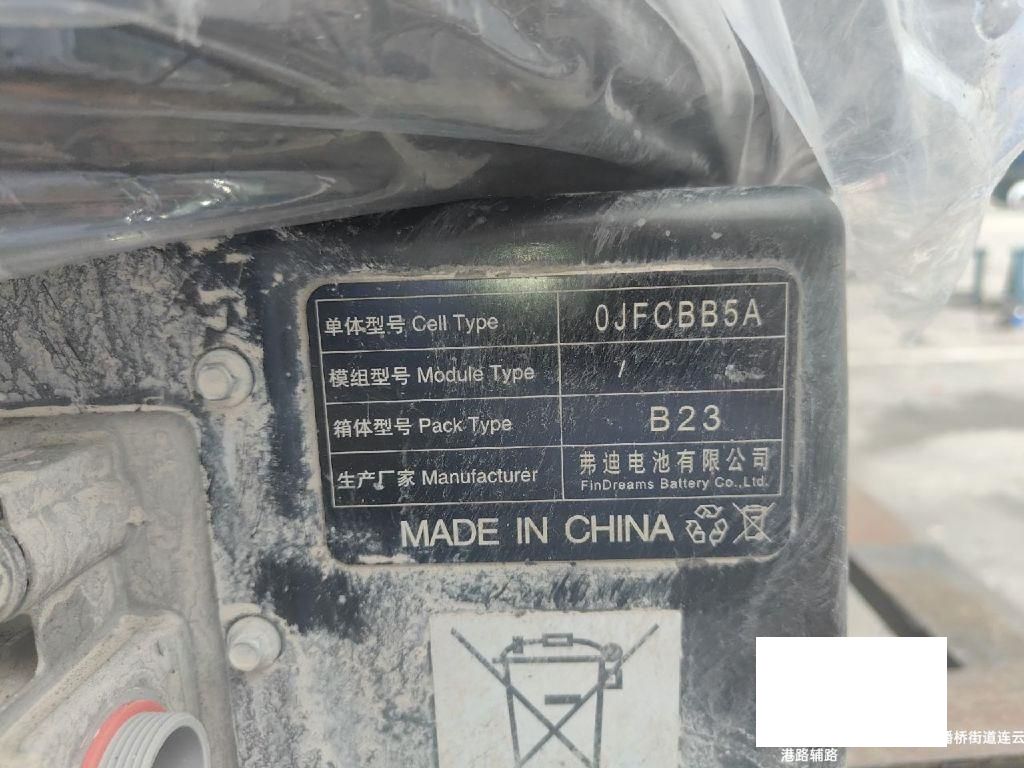 单体型号 Cell Type 0JFCBB5A
模组型号 Module Type /
箱体型号 Pack Type B23
生产厂家 Manufacturer 弗迪电池有限公司
FinDreams Battery Co.,Ltd.
MADE IN CHINA
桥街道连云
港路辅路